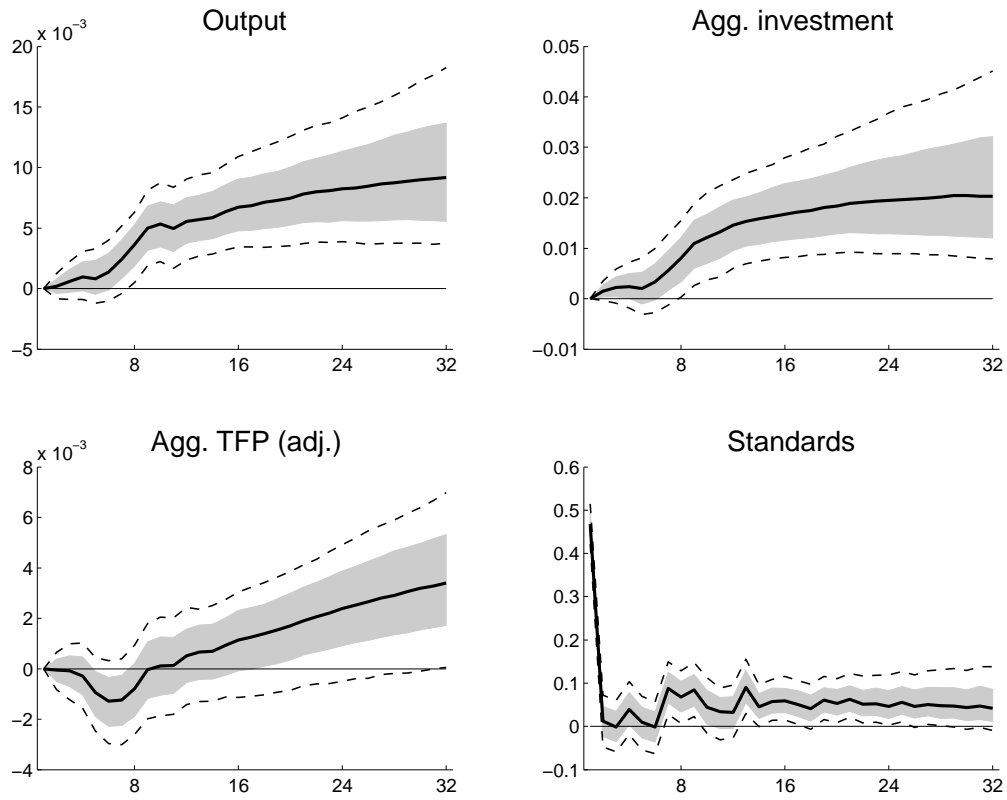 Output
x 10⁻³
20
15
10
5
0
−5
8 16 24 32
Agg. investment
0.05
0.04
0.03
0.02
0.01
0
−0.01
8 16 24 32
Agg. TFP (adj.)
x 10⁻³
8
6
4
2
0
−2
−4
8 16 24 32
Standards
0.6
0.5
0.4
0.3
0.2
0.1
0
−0.1
8 16 24 32